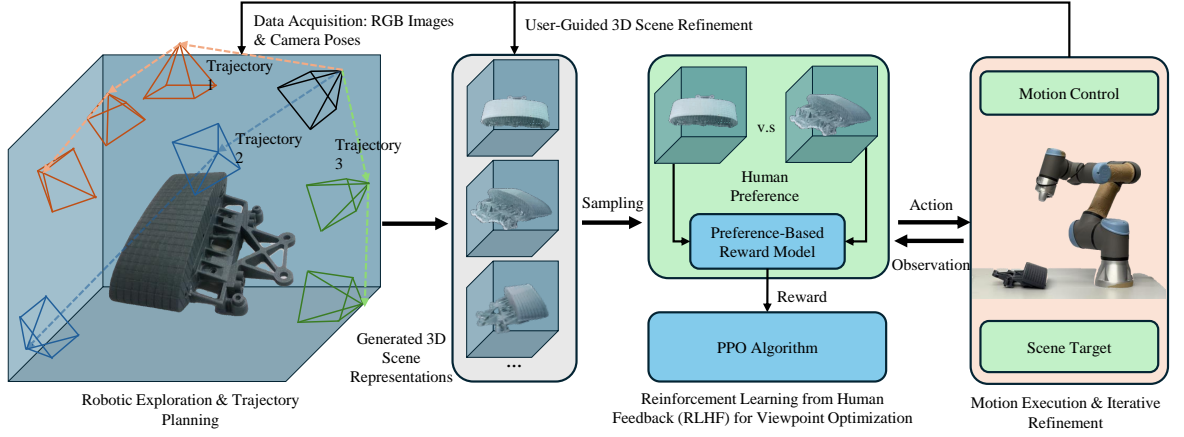 Data Acquisition: RGB Images
& Camera Poses
User-Guided 3D Scene Refinement
Trajectory
1
Trajectory
2
Trajectory
3
Generated 3D
Scene
Representations
...
Robotic Exploration & Trajectory
Planning
Sampling
v.s
Human
Preference
Preference-Based
Reward Model
Reward
PPO Algorithm
Reinforcement Learning from Human
Feedback (RLHF) for Viewpoint Optimization
Action
Observation
Motion Control
Scene Target
Motion Execution & Iterative
Refinement